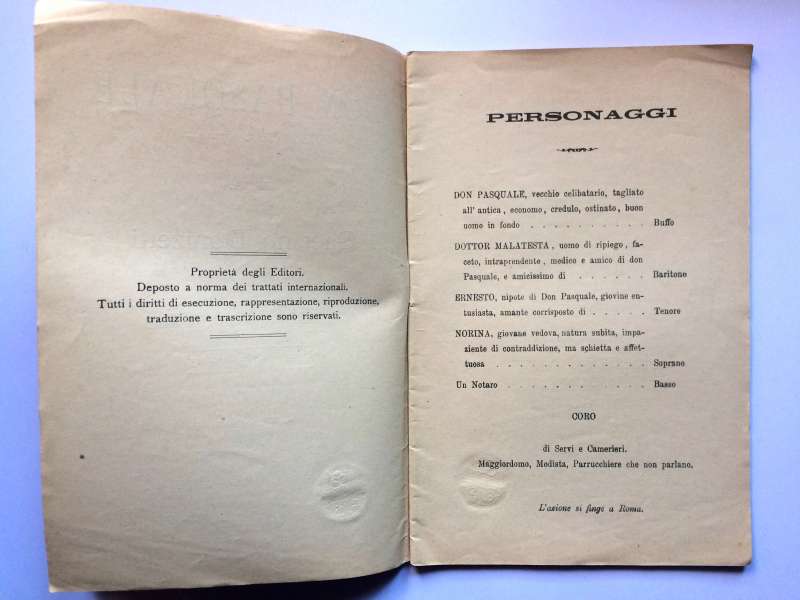 Proprietà degli Editori.
Deposto a norma dei trattati internazionali.
Tutti i diritti di esecuzione, rappresentazione, riproduzione,
traduzione e trascrizione sono riservati.
PERSONAGGI
DON PASQUALE, vecchio celibatario, tagliato
all' antica, economo, credulo, ostinato, buon
uomo in fondo . . . . . . . . . . Buffo
DOTTOR MALATESTA, uomo di ripiego, fa-
ceto, intraprendente, medico e amico di don
Pasquale, e amicissimo di . . . . . . Baritono
ERNESTO, nipote di Don Pasquale, giovine en-
tusiasta, amante corrisposto di . . . . . Tenore
NORINA, giovane vedova, natura subita, impa-
ziente di contraddizione, ma schietta e affet-
tuosa . . . . . . . . . . . . Soprano
Un Notaro . . . . . . . . . . . Basso
CORO
di Servi e Camerieri.
Maggiordomo, Modista, Parrucchiere che non parlano.
L'azione si finge a Roma.